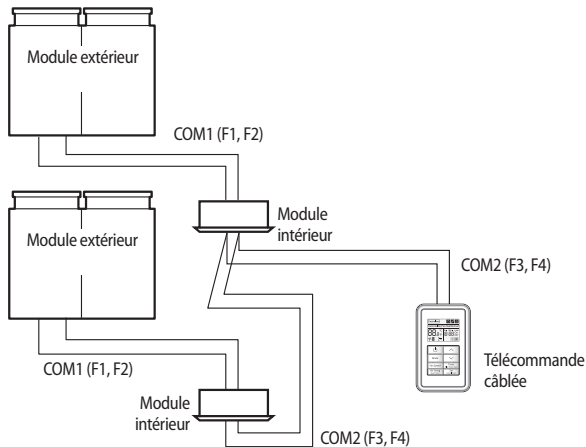 Module extérieur
COM1 (F1, F2)
Module
intérieur
Module extérieur
COM2 (F3, F4)
Télécommande
câblée
COM1 (F1, F2)
Module
intérieur
COM2 (F3, F4)